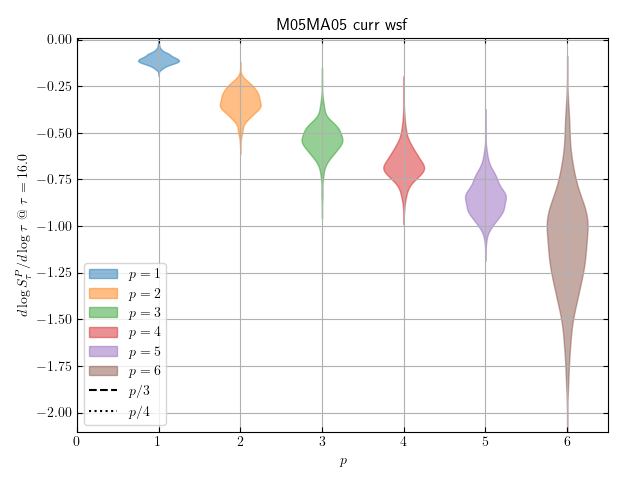 M05MA05 curr wsf
0.00
−0.25
−0.50
−0.75
−1.00
−1.25
−1.50
−1.75
−2.00
d log S_τ^P / d log τ @ τ = 16.0
p = 1
p = 2
p = 3
p = 4
p = 5
p = 6
p/3
p/4
0 1 2 3 4 5 6
p